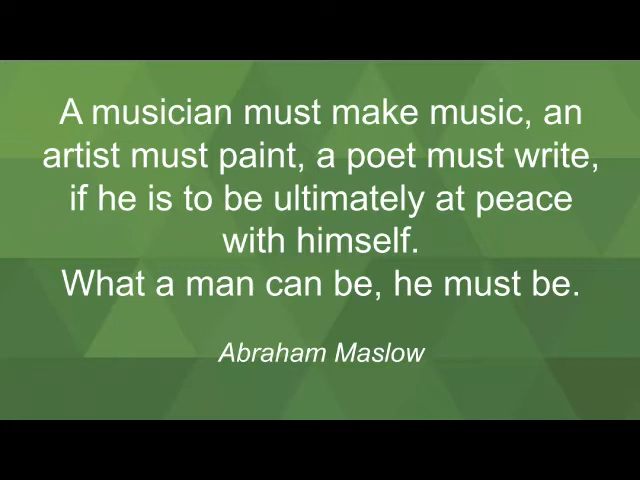 A musician must make music, an
artist must paint, a poet must write,
if he is to be ultimately at peace
with himself.
What a man can be, he must be.
Abraham Maslow